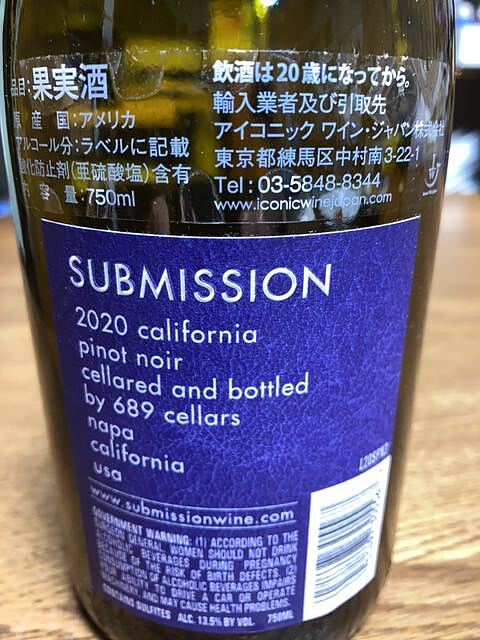 品目:果実酒
原産国:アメリカ
アルコール分:ラベルに記載
酸化防止剤(亜硫酸塩)含有
内容量:750ml
飲酒は20歳になってから。
輸入業者及び引取先
アイコニック ワイン・ジャパン株式会社
東京都練馬区中村南3-22-1
Tel:03-5848-8344
www.iconicwinejapan.com
SUBMISSION
2020 california
pinot noir
cellared and bottled
by 689 cellars
napa
california
usa
www.submissionwine.com
GOVERNMENT WARNING: (1) ACCORDING TO THE
SURGEON GENERAL, WOMEN SHOULD NOT DRINK
ALCOHOLIC BEVERAGES DURING PREGNANCY
BECAUSE OF THE RISK OF BIRTH DEFECTS. (2)
CONSUMPTION OF ALCOHOLIC BEVERAGES IMPAIRS
YOUR ABILITY TO DRIVE A CAR OR OPERATE
MACHINERY, AND MAY CAUSE HEALTH PROBLEMS.
CONTAINS SULFITES ALC. 13.5% BY VOL. 750ML